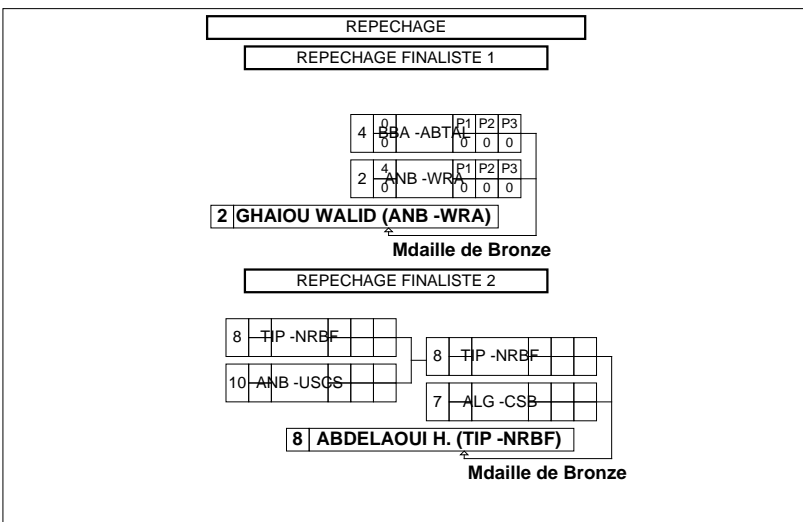 REPECHAGE
REPECHAGE FINALISTE 1
0 P1 P2 P3
4 BBA -ABTAL
0 0 0 0
4 P1 P2 P3
2 ANB -WRA
0 0 0 0
2 GHAIOU WALID (ANB -WRA)
Mdaille de Bronze
REPECHAGE FINALISTE 2
8 TIP -NRBF
8 TIP -NRBF
10 ANB -USCS
7 ALG -CSB
8 ABDELAOUI H. (TIP -NRBF)
Mdaille de Bronze